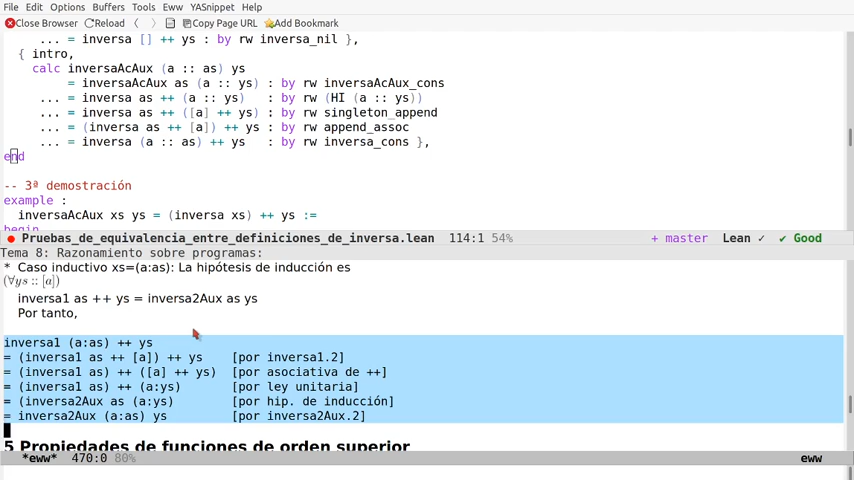 File Edit Options Buffers Tools Eww YASnippet Help
Close Browser Reload Copy Page URL Add Bookmark
... = inversa [] ++ ys : by rw inversa_nil },
{ intro,
calc inversaAcAux (a :: as) ys
= inversaAcAux as (a :: ys) : by rw inversaAcAux_cons
... = inversa as ++ (a :: ys) : by rw (HI (a :: ys))
... = inversa as ++ ([a] ++ ys) : by rw singleton_append
... = (inversa as ++ [a]) ++ ys : by rw append_assoc
... = inversa (a :: as) ++ ys : by rw inversa_cons },
end
-- 3ª demostración
example :
inversaAcAux xs ys = (inversa xs) ++ ys :=
begin
Pruebas_de_equivalencia_entre_definiciones_de_inversa.lean 114:1 54% + master Lean ✓ ✔ Good
Tema 8: Razonamiento sobre programas:
* Caso inductivo xs=(a:as): La hipótesis de inducción es
(∀ys :: [a])
inversa1 as ++ ys = inversa2Aux as ys
Por tanto,
inversa1 (a:as) ++ ys
= (inversa1 as ++ [a]) ++ ys [por inversa1.2]
= (inversa1 as) ++ ([a] ++ ys) [por asociativa de ++]
= (inversa1 as) ++ (a:ys) [por ley unitaria]
= (inversa2Aux as (a:ys) [por hip. de inducción]
= inversa2Aux (a:as) ys [por inversa2Aux.2]
5 Propiedades de funciones de orden superior
*eww* 470:0 80% eww